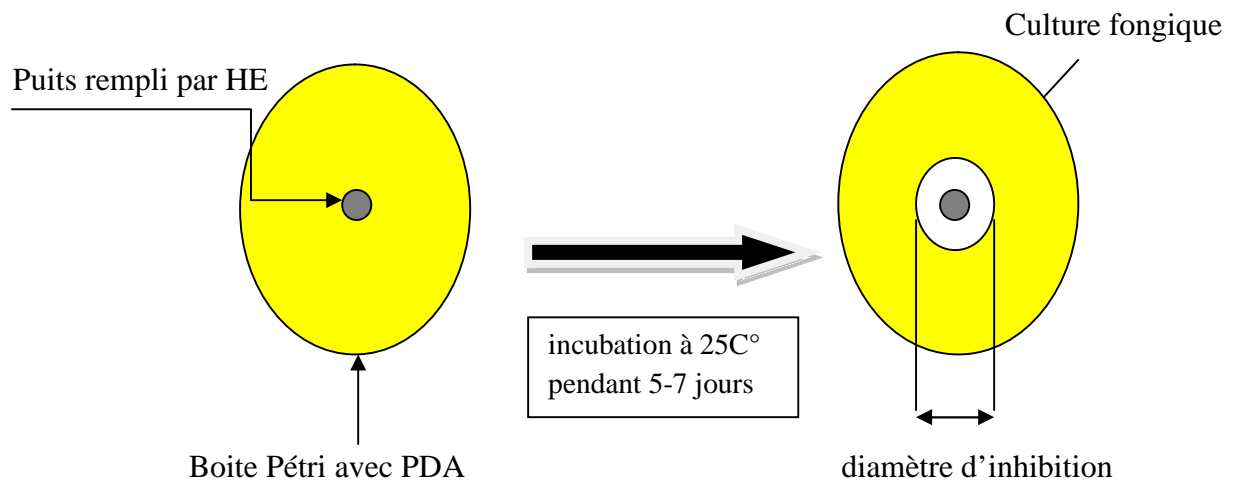 Culture fongique
Puits rempli par HE
incubation à 25C°
pendant 5-7 jours
Boite Pétri avec PDA
diamètre d’inhibition